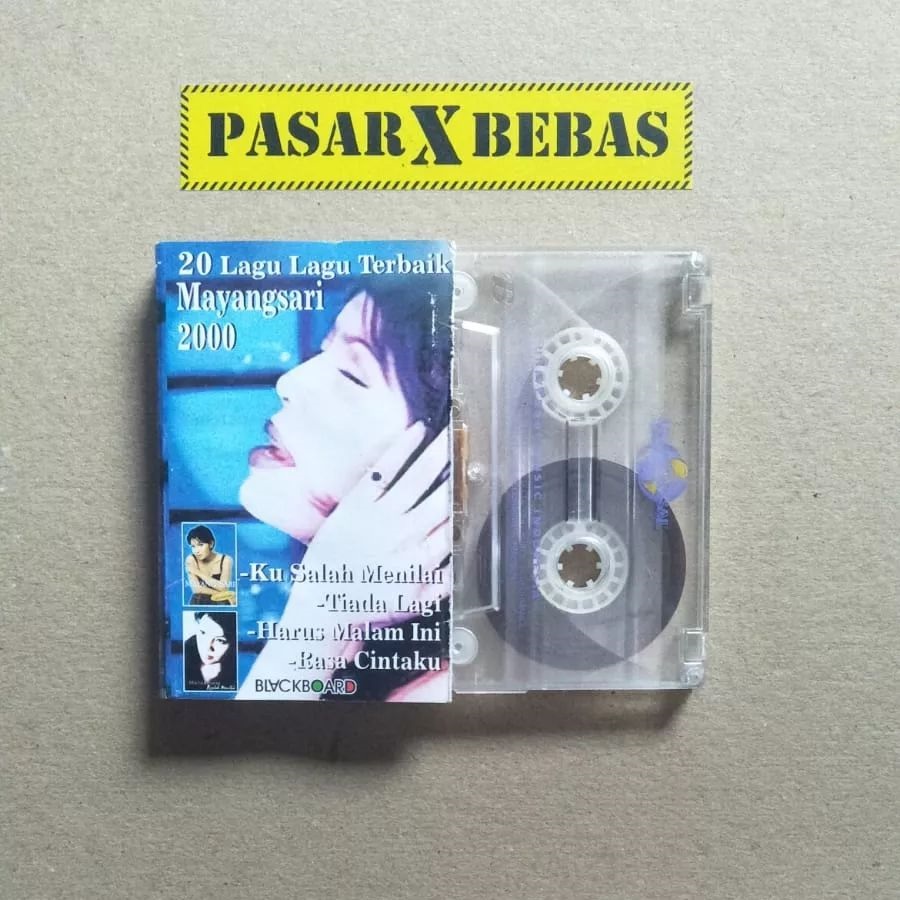 PASAR X BEBAS
20 Lagu Lagu Terbaik
Mayangsari
2000
-Ku Salah Menilai
-Tiada Lagi
-Harus Malam Ini
-Rasa Cintaku
BLACKBOARD